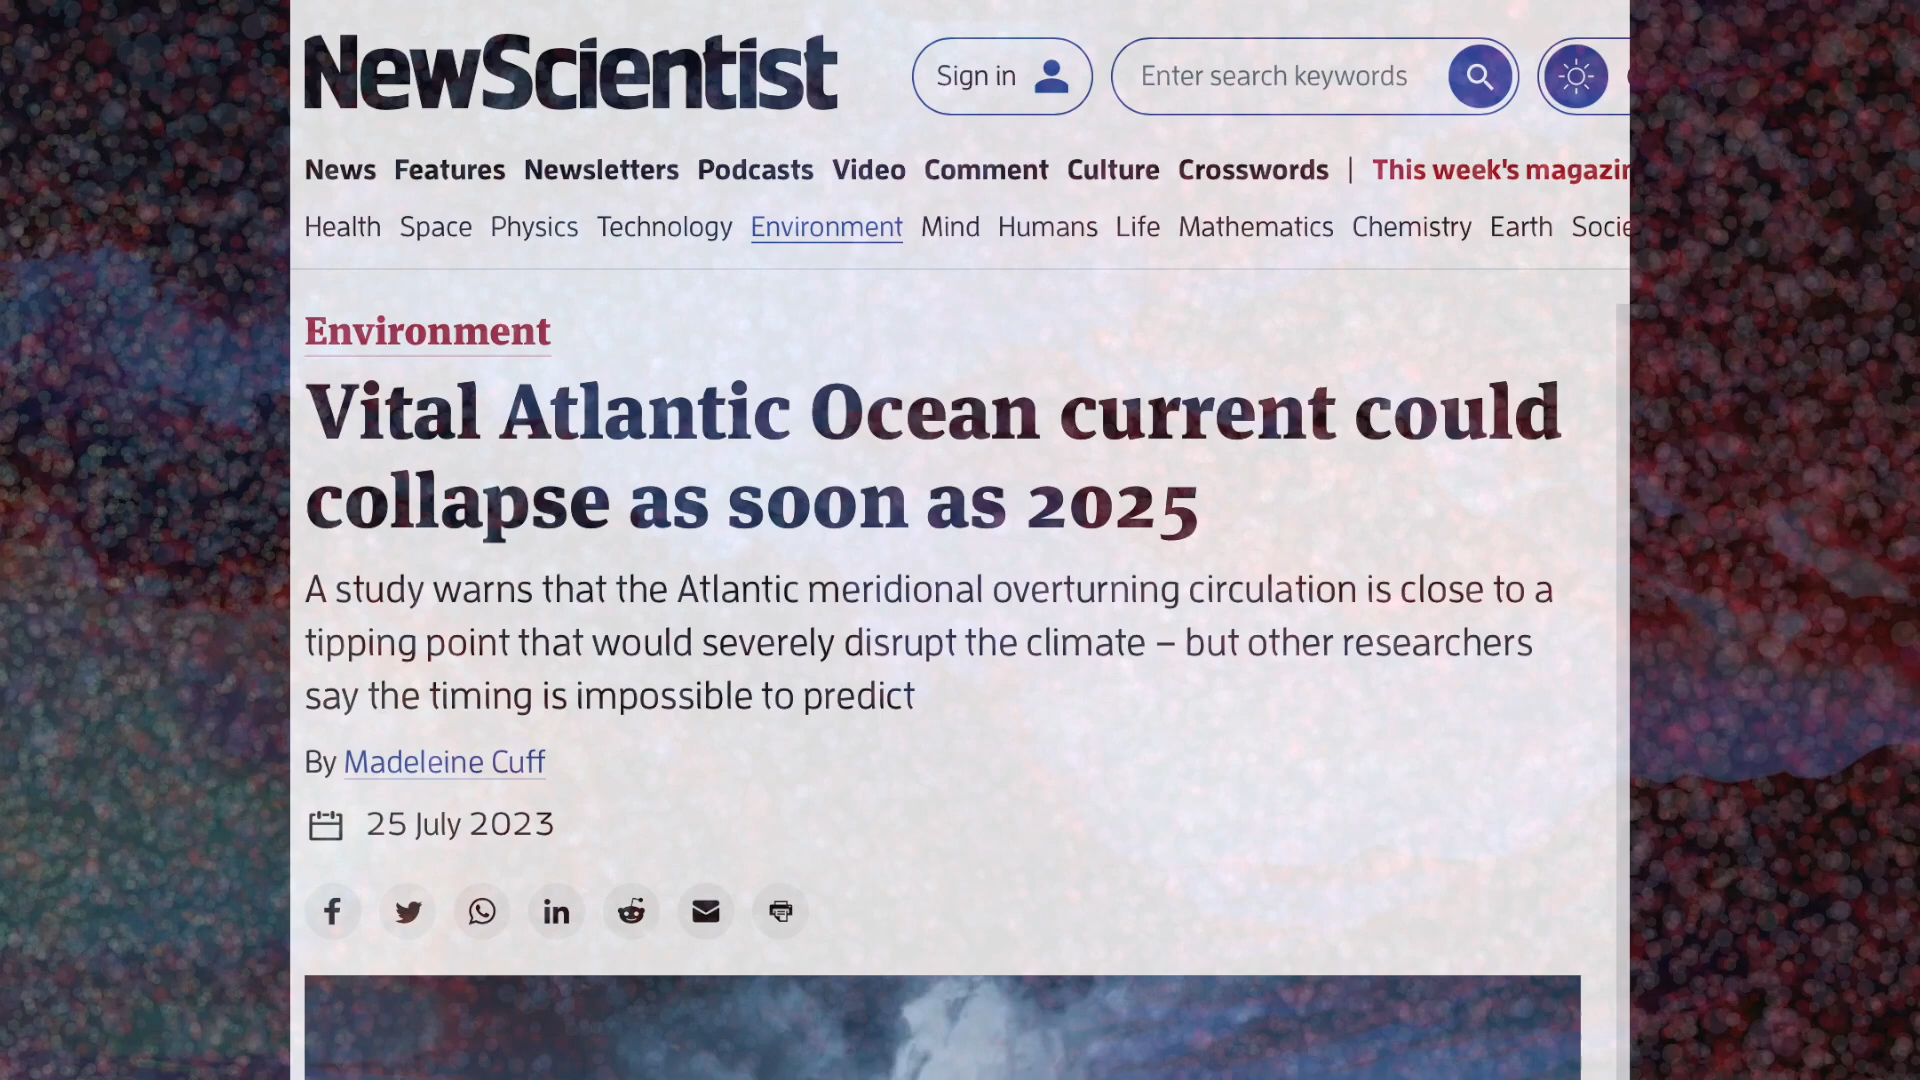 NewScientist
Sign in
Enter search keywords
News Features Newsletters Podcasts Video Comment Culture Crosswords | This week's
Health Space Physics Technology Environment Mind Humans Life Mathematics Chemistry Earth
Environment
Vital Atlantic Ocean current could
collapse as soon as 2025
A study warns that the Atlantic meridional overturning circulation is close to a
tipping point that would severely disrupt the climate – but other researchers
say the timing is impossible to predict
By Madeleine Cuff
25 July 2023